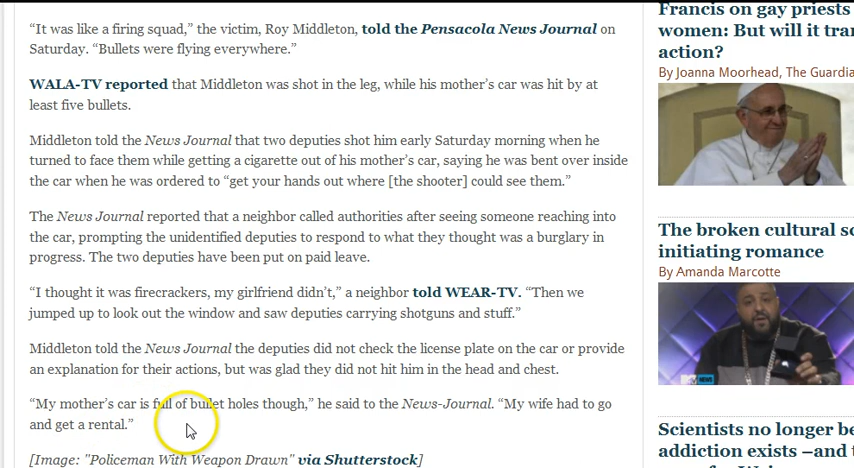 “It was like a firing squad,” the victim, Roy Middleton, told the Pensacola News Journal on
Saturday. “Bullets were flying everywhere.”
WALA-TV reported that Middleton was shot in the leg, while his mother’s car was hit by at
least five bullets.
Middleton told the News Journal that two deputies shot him early Saturday morning when he
turned to face them while getting a cigarette out of his mother’s car, saying he was bent over inside
the car when he was ordered to “get your hands out where [the shooter] could see them.”
The News Journal reported that a neighbor called authorities after seeing someone reaching into
the car, prompting the unidentified deputies to respond to what they thought was a burglary in
progress. The two deputies have been put on paid leave.
“I thought it was firecrackers, my girlfriend didn’t,” a neighbor told WEAR-TV. “Then we
jumped up to look out the window and saw deputies carrying shotguns and stuff.”
Middleton told the News Journal the deputies did not check the license plate on the car or provide
an explanation for their actions, but was glad they did not hit him in the head and chest.
“My mother’s car is full of bullet holes though,” he said to the News-Journal. “My wife had to go
and get a rental.”
[Image: "Policeman With Weapon Drawn" via Shutterstock]
Francis on gay priests
women: But will it
action?
By Joanna Moorhead, The
The broken cultural
initiating romance
By Amanda Marcotte
MTV NEWS
Scientists no longer
addiction exists –and